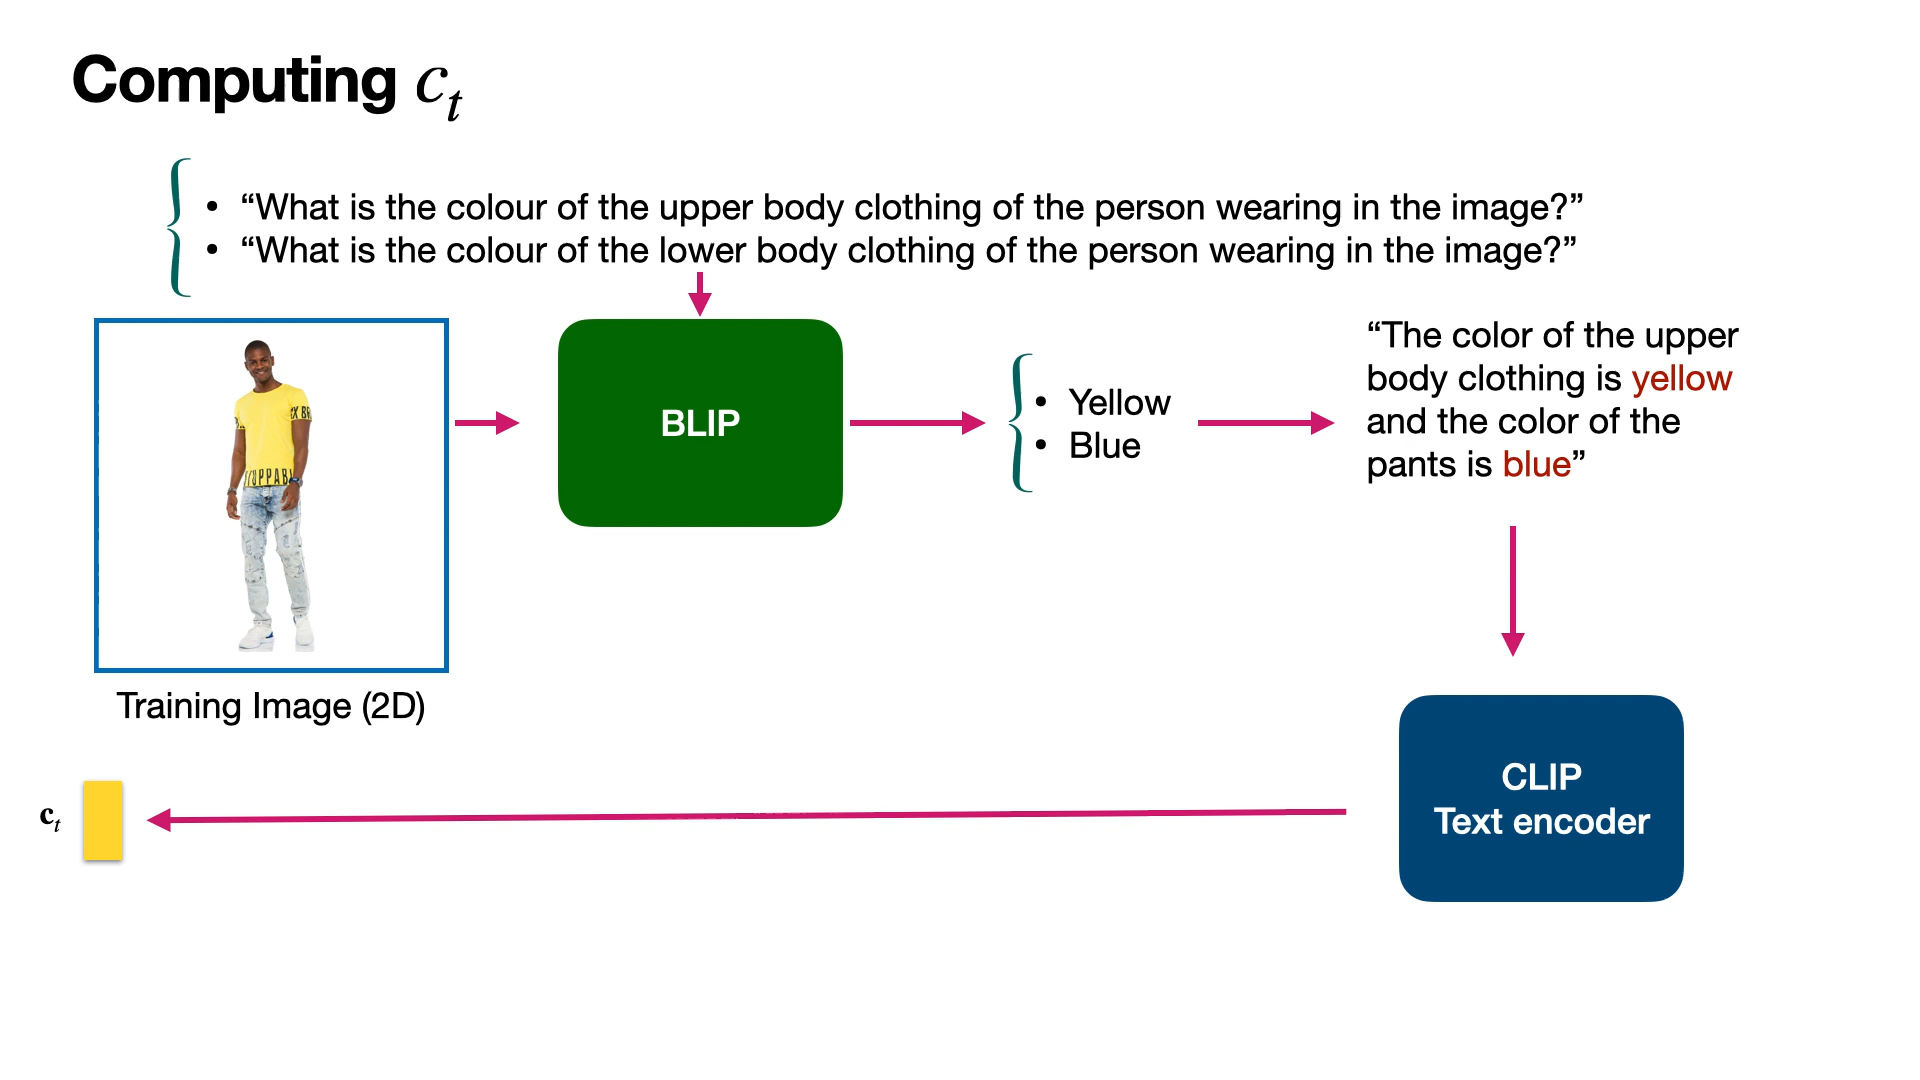 Computing c_t
• “What is the colour of the upper body clothing of the person wearing in the image?”
• “What is the colour of the lower body clothing of the person wearing in the image?”
BLIP
• Yellow
• Blue
“The color of the upper
body clothing is yellow
and the color of the
pants is blue”
Training Image (2D)
CLIP
Text encoder
c_t